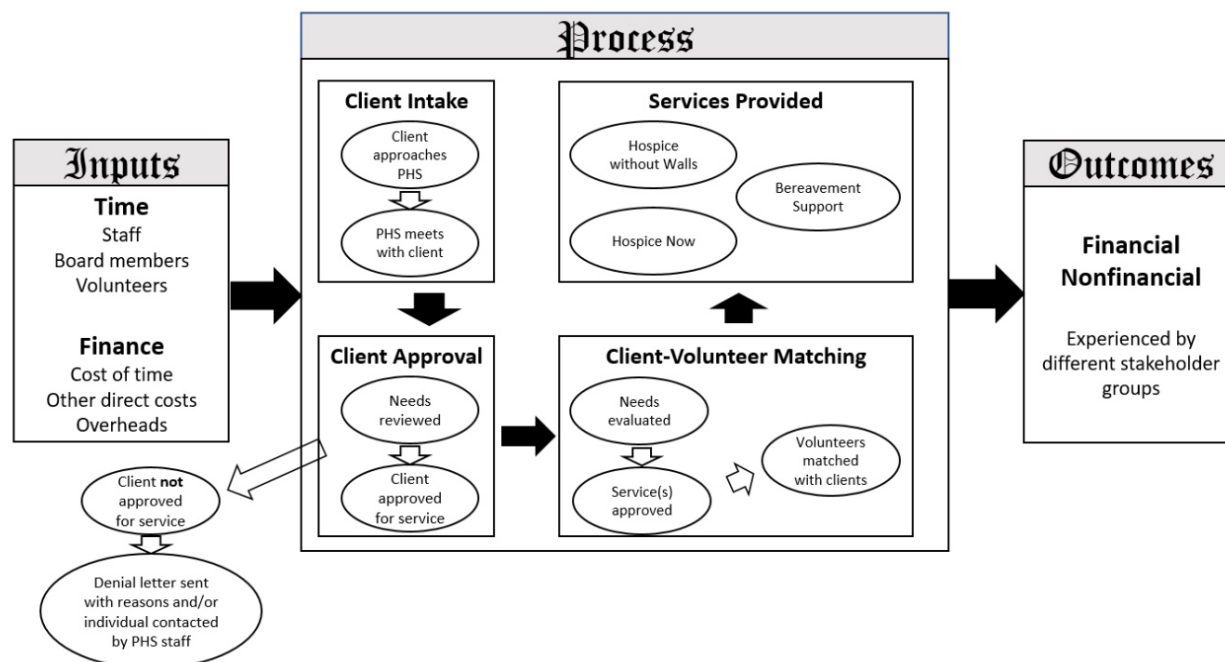 Process
Inputs
Time
Staff
Board members
Volunteers
Finance
Cost of time
Other direct costs
Overheads
Client Intake
Client
approaches
PHS
PHS meets
with client
Services Provided
Hospice
without Walls
Bereavement
Support
Hospice Now
Client Approval
Needs
reviewed
Client
approved
for service
Client-Volunteer Matching
Needs
evaluated
Service(s)
approved
Volunteers
matched
with clients
Client not
approved
for service
Denial letter sent
with reasons and/or
individual contacted
by PHS staff
Outcomes
Financial
Nonfinancial
Experienced by
different stakeholder
groups